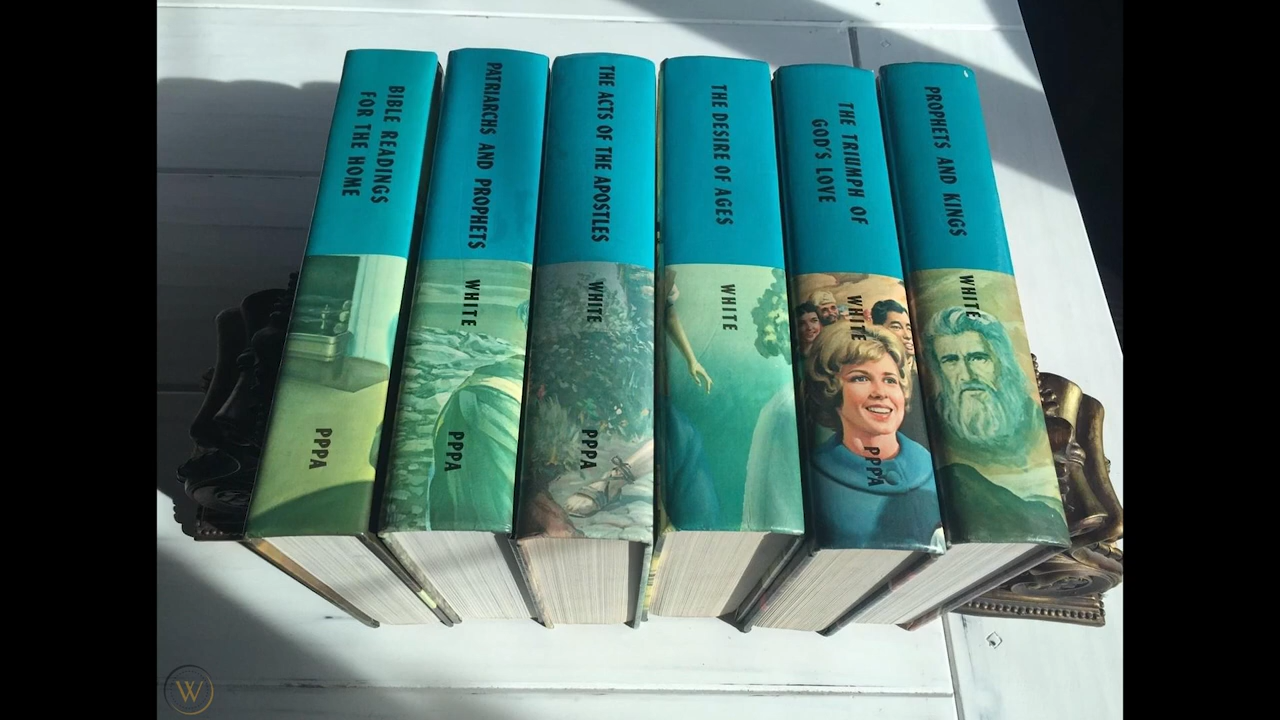 BIBLE READINGS
FOR THE HOME
PPPA
PATRIARCHS AND PROPHETS
WHITE
PPPA
THE ACTS OF THE APOSTLES
WHITE
PPPA
THE DESIRE OF AGES
WHITE
THE TRIUMPH OF
GOD'S LOVE
WHITE
PPPA
PROPHETS AND KINGS
WHITE
W